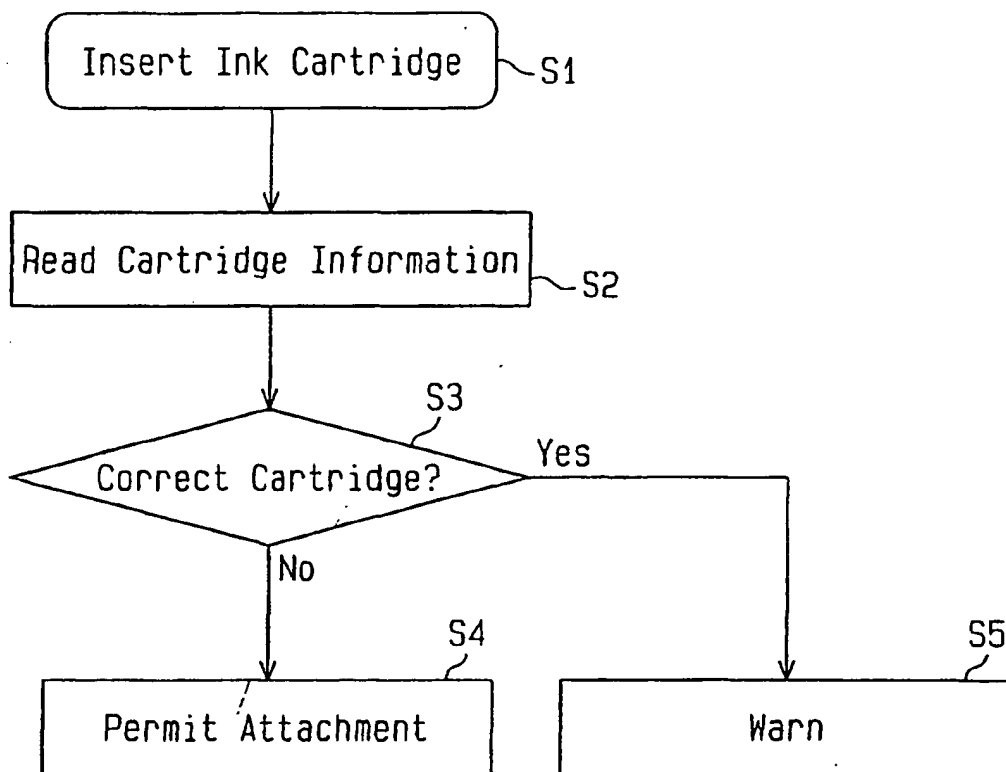 Insert Ink Cartridge
S1
Read Cartridge Information
S2
S3
Correct Cartridge?
Yes
No
S4
S5
Permit Attachment
Warn